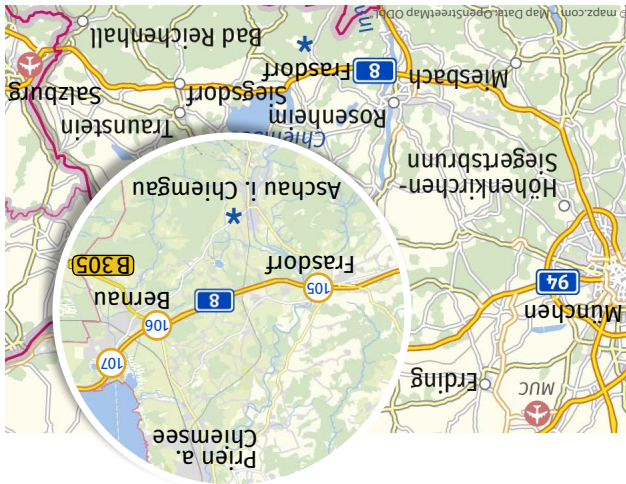 Prien a.
Chiemsee
MUC
Erding
107
106
Bernau
München
94
8
105
Frasdorf
B 305
Höhenkirchen-
Siegertsbrunn
Aschau i. Chiemgau
Traunstein
Rosenheim
Siegsdorf
Salzburg
Miesbach
8
Frasdorf
Bad Reichenhall
mapz.com - Map Data: OpenStreetMap ODbL